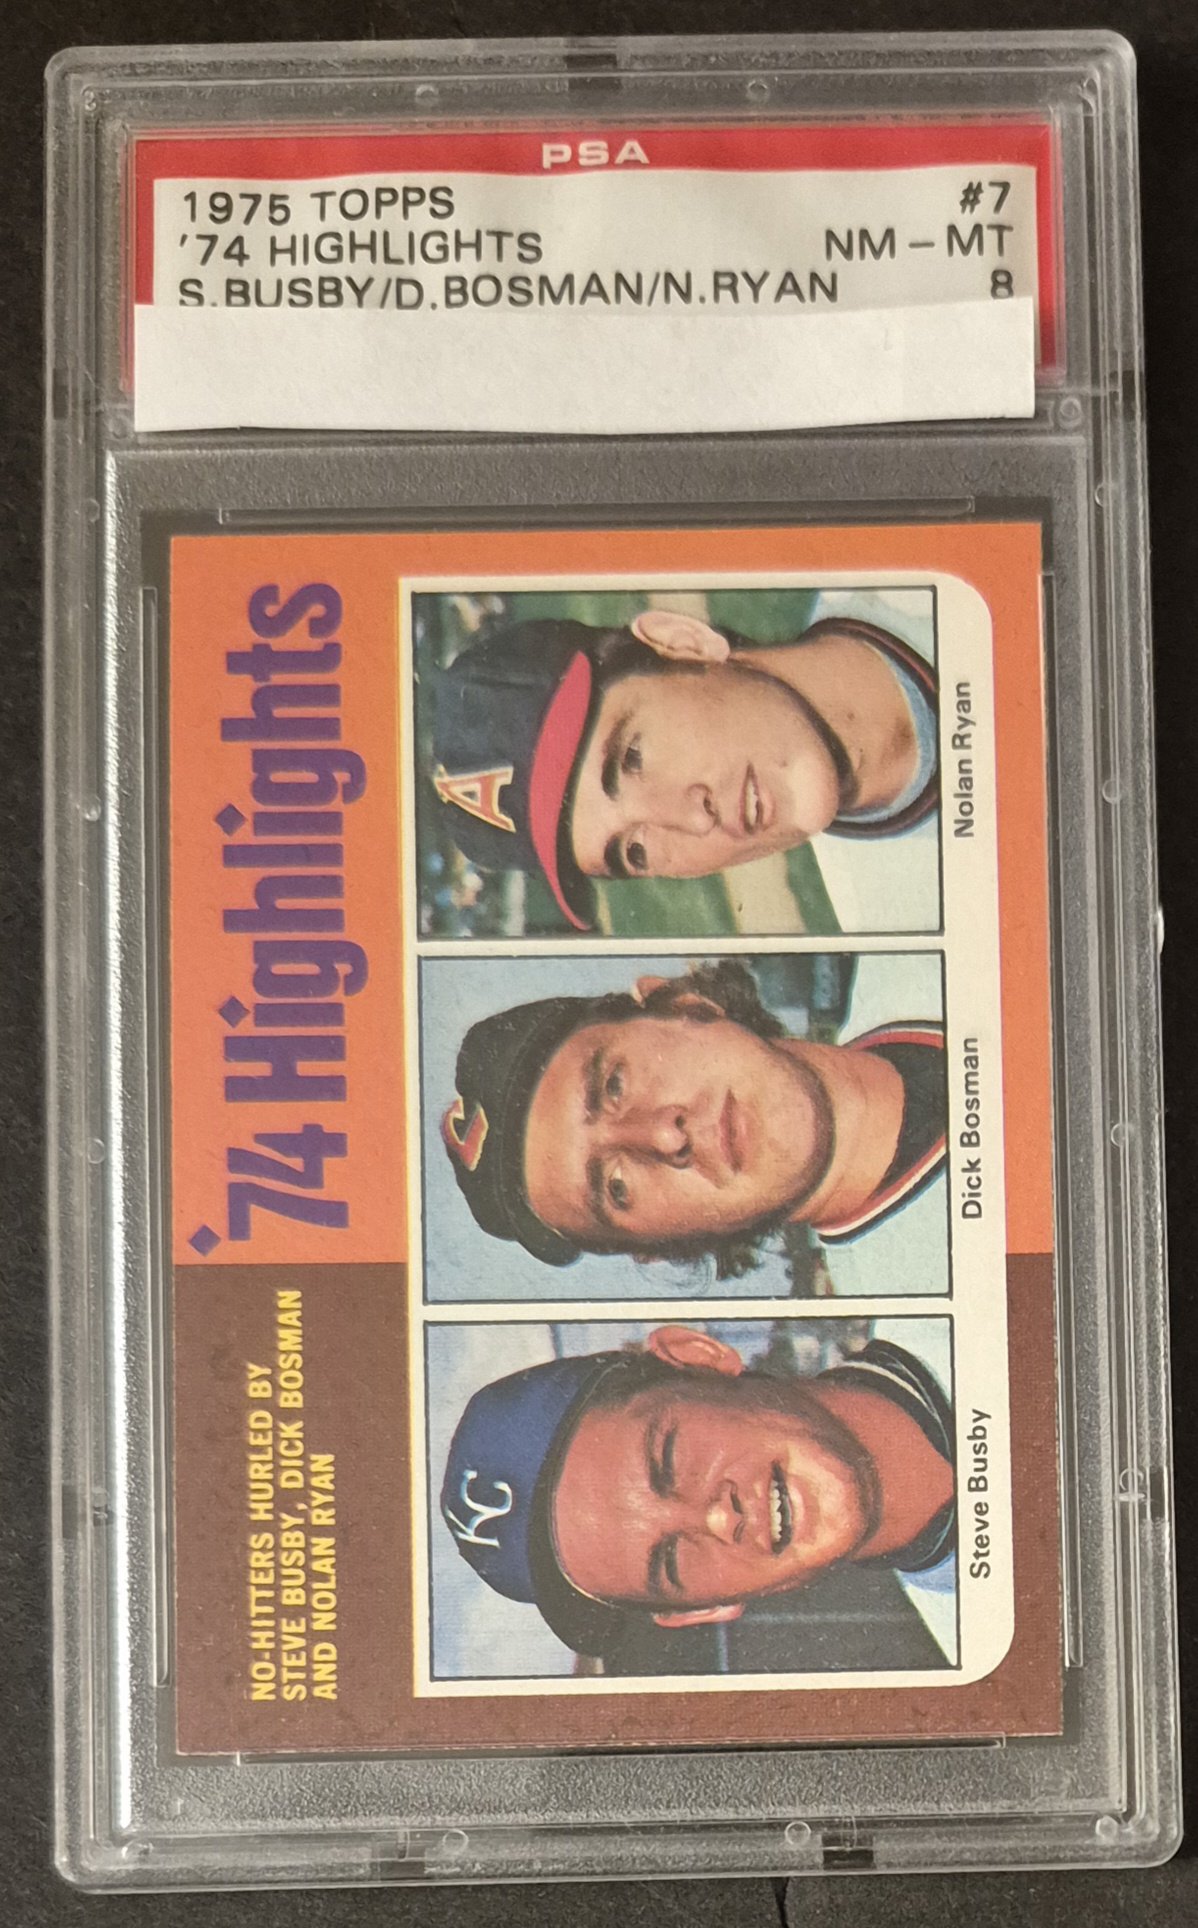 PSA
1975 TOPPS #7
'74 HIGHLIGHTS NM - MT
S.BUSBY/D.BOSMAN/N.RYAN 8
'74 Highlights
NO-HITTERS HURLED BY
STEVE BUSBY, DICK BOSMAN
AND NOLAN RYAN
KC
C
A
Steve Busby
Dick Bosman
Nolan Ryan